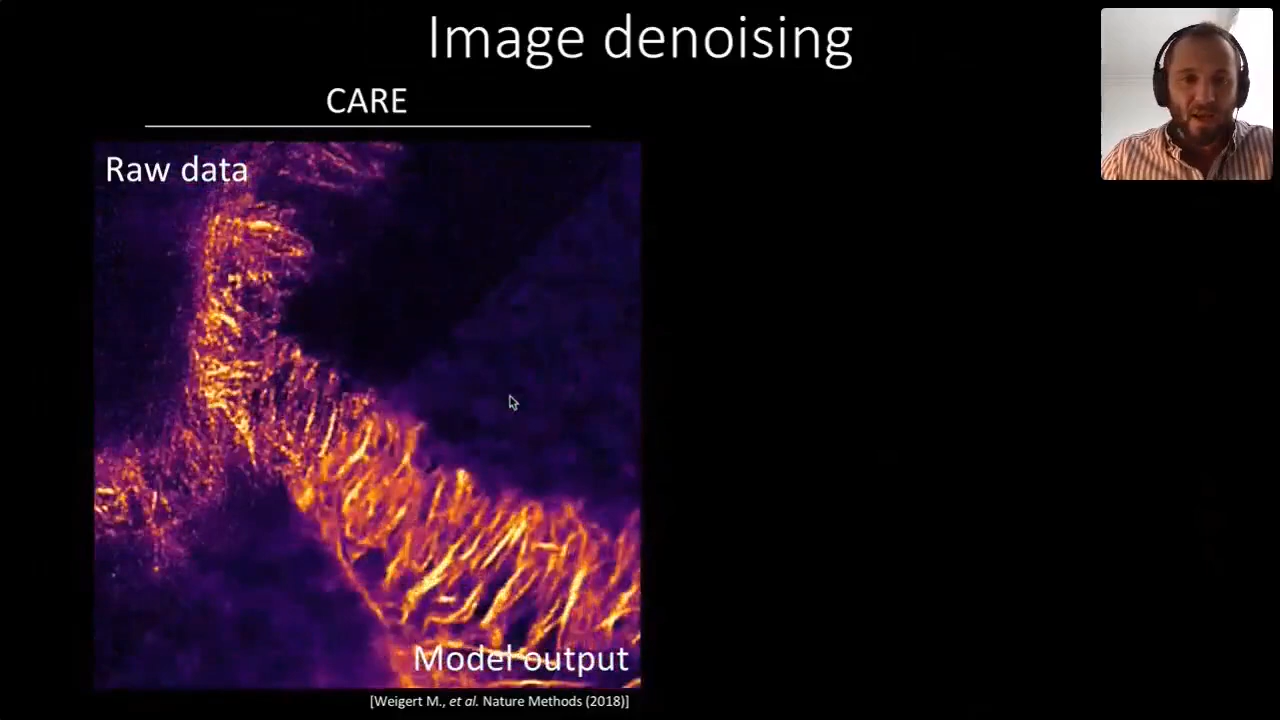 Image denoising
CARE
Raw data
Model output
[Weigert M., et al. Nature Methods (2018)]